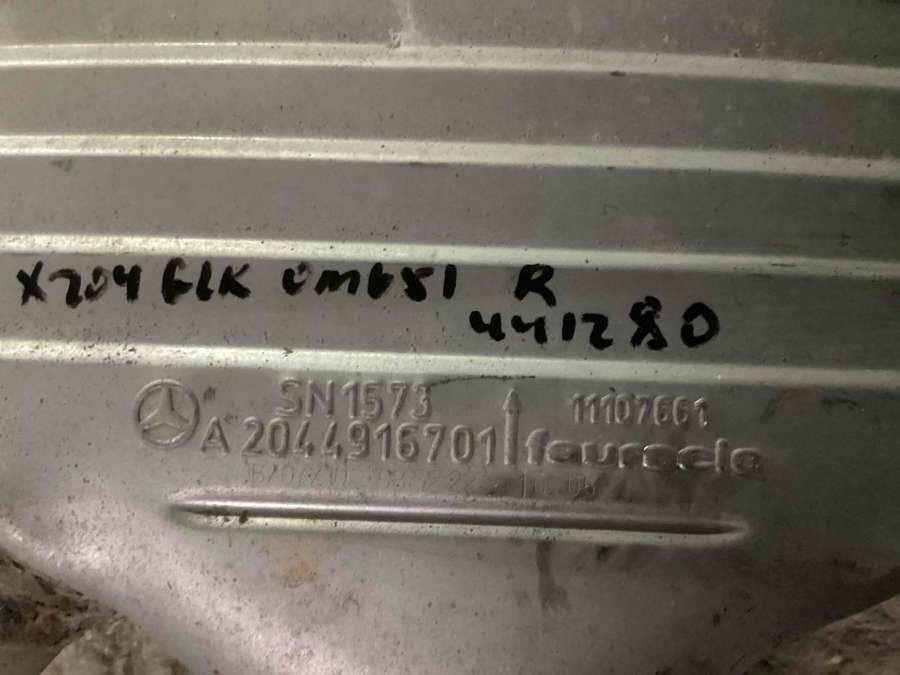 X204 GLK OM651 R
441280
SN1573
11107661
A 2044916701
faurecia